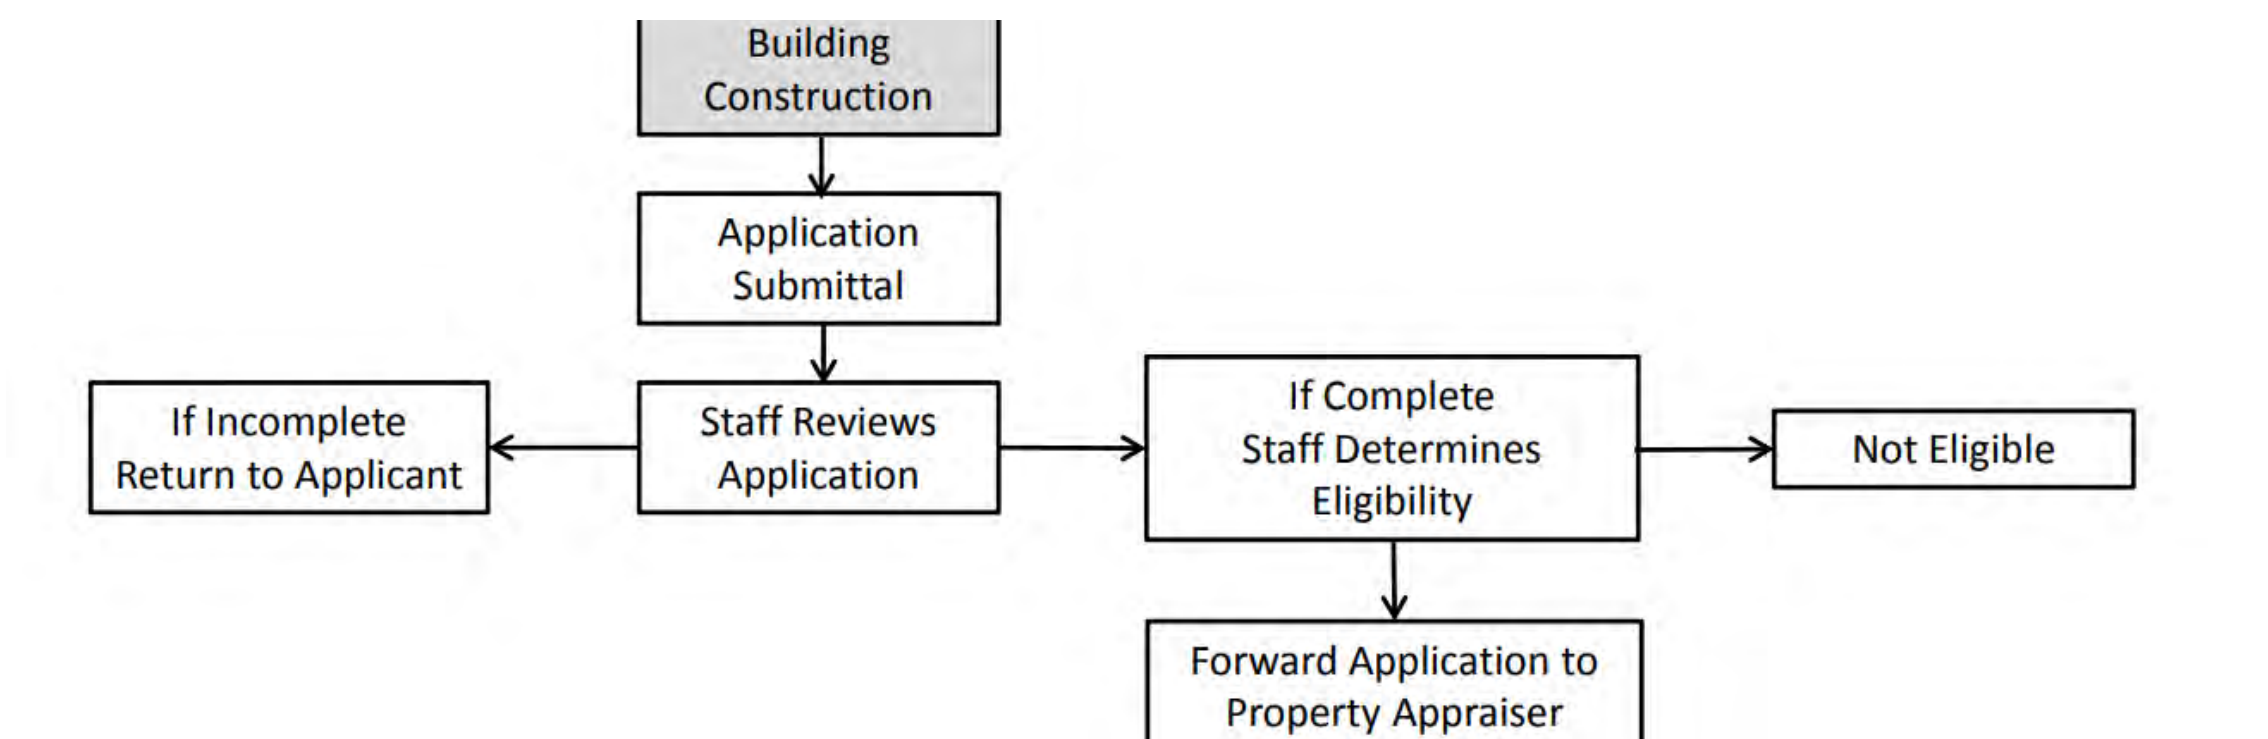 Building
Construction
Application
Submittal
If Incomplete
Return to Applicant
Staff Reviews
Application
If Complete
Staff Determines
Eligibility
Not Eligible
Forward Application to
Property Appraiser